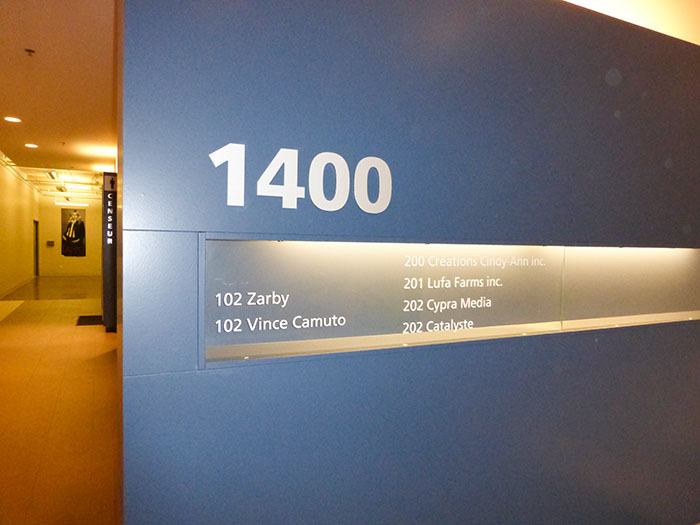 1400
102 Zarby
102 Vince Camuto
200 Créations Cindy-Ann inc.
201 Lufa Farms inc.
202 Cypra Media
202 Catalyste
CENSEUR